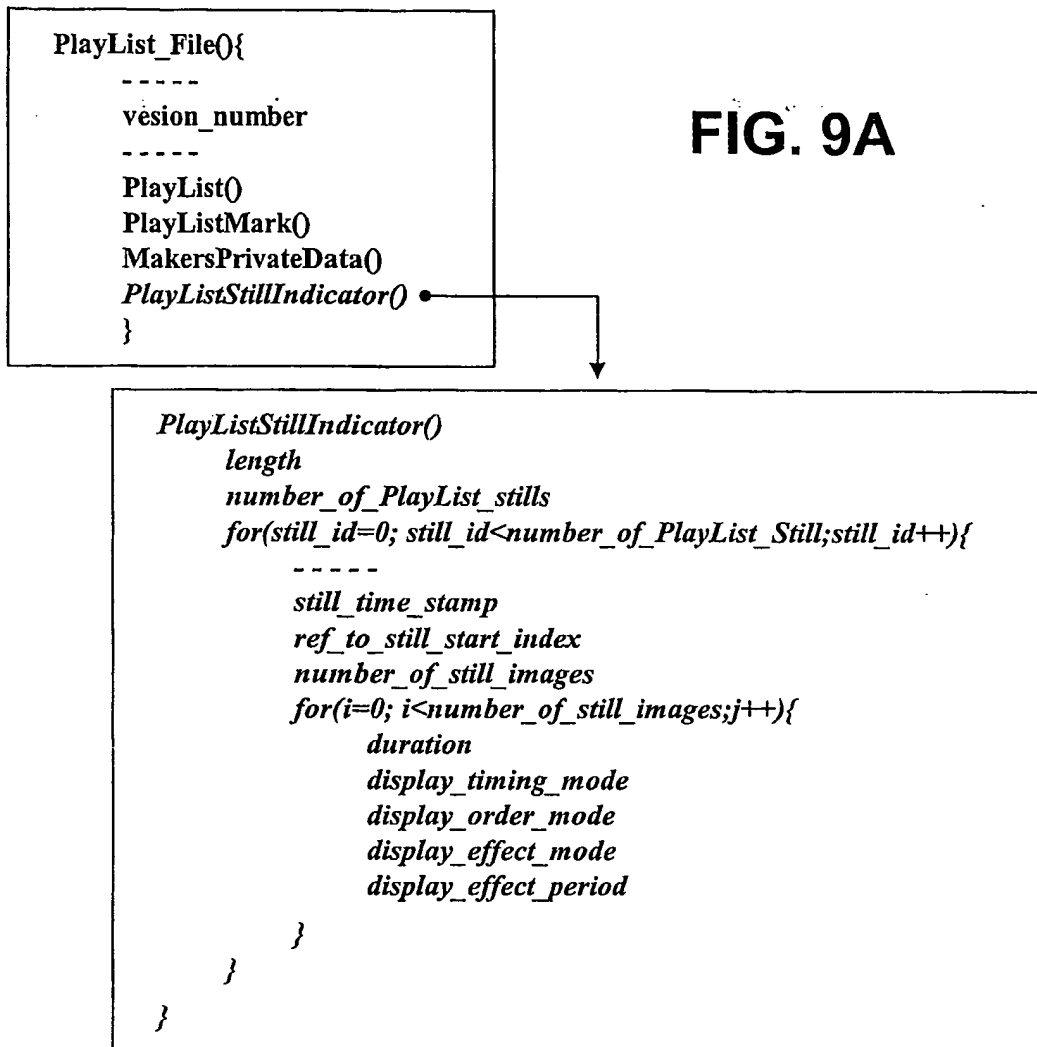 PlayList_File(){
- - - - -
vesion_number
- - - - -
PlayList()
PlayListMark()
MakersPrivateData()
PlayListStillIndicator()
}
FIG. 9A
PlayListStillIndicator()
length
number_of_PlayList_stills
for(still_id=0; still_id<number_of_PlayList_Still;still_id++){
- - - - -
still_time_stamp
ref_to_still_start_index
number_of_still_images
for(i=0; i<number_of_still_images;j++){
duration
display_timing_mode
display_order_mode
display_effect_mode
display_effect_period
}
}
}